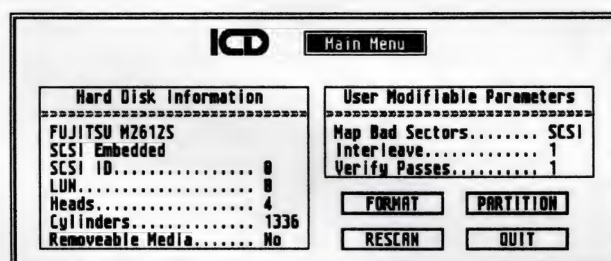 ICD Main Menu
Hard Disk Information
FUJITSU M2612S
SCSI Embedded
SCSI ID................ 0
LUN.................... 0
Heads.................. 4
Cylinders.............. 1336
Removeable Media....... No
User Modifiable Parameters
Map Bad Sectors........ SCSI
Interleave............. 1
Verify Passes.......... 1
FORMAT PARTITION
RESCAN QUIT